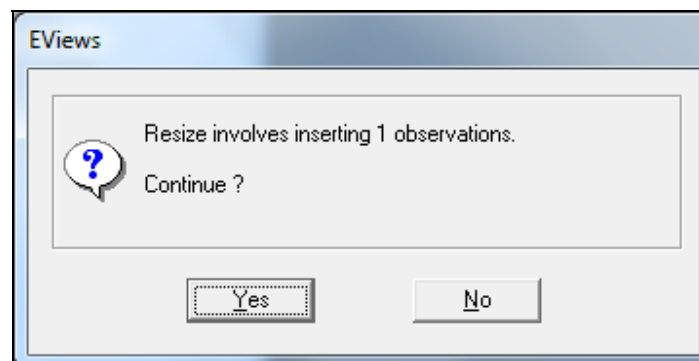 EViews
Resize involves inserting 1 observations.
Continue ?
Yes
No